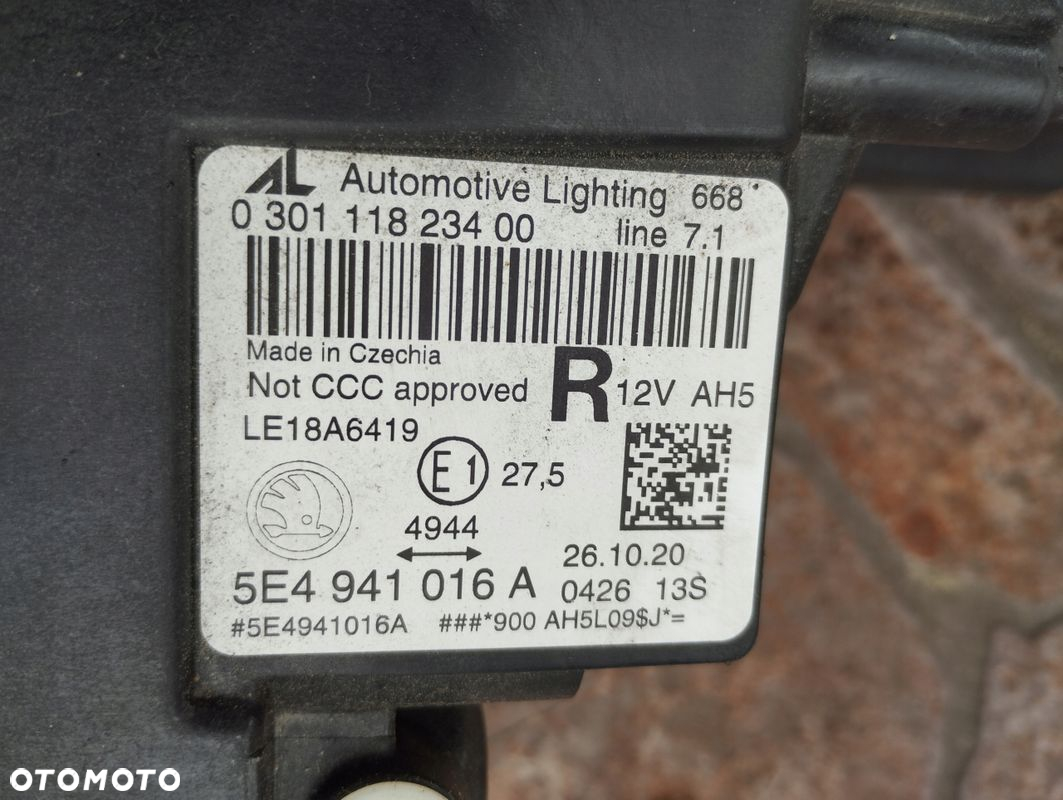 AL Automotive Lighting 668
0 301 118 234 00 line 7.1
Made in Czechia
Not CCC approved R 12V AH5
LE18A6419
E1 27,5
4944
26.10.20
5E4 941 016 A 0426 13S
#5E4941016A ###*900 AH5L09$J*=
OTOMOTO